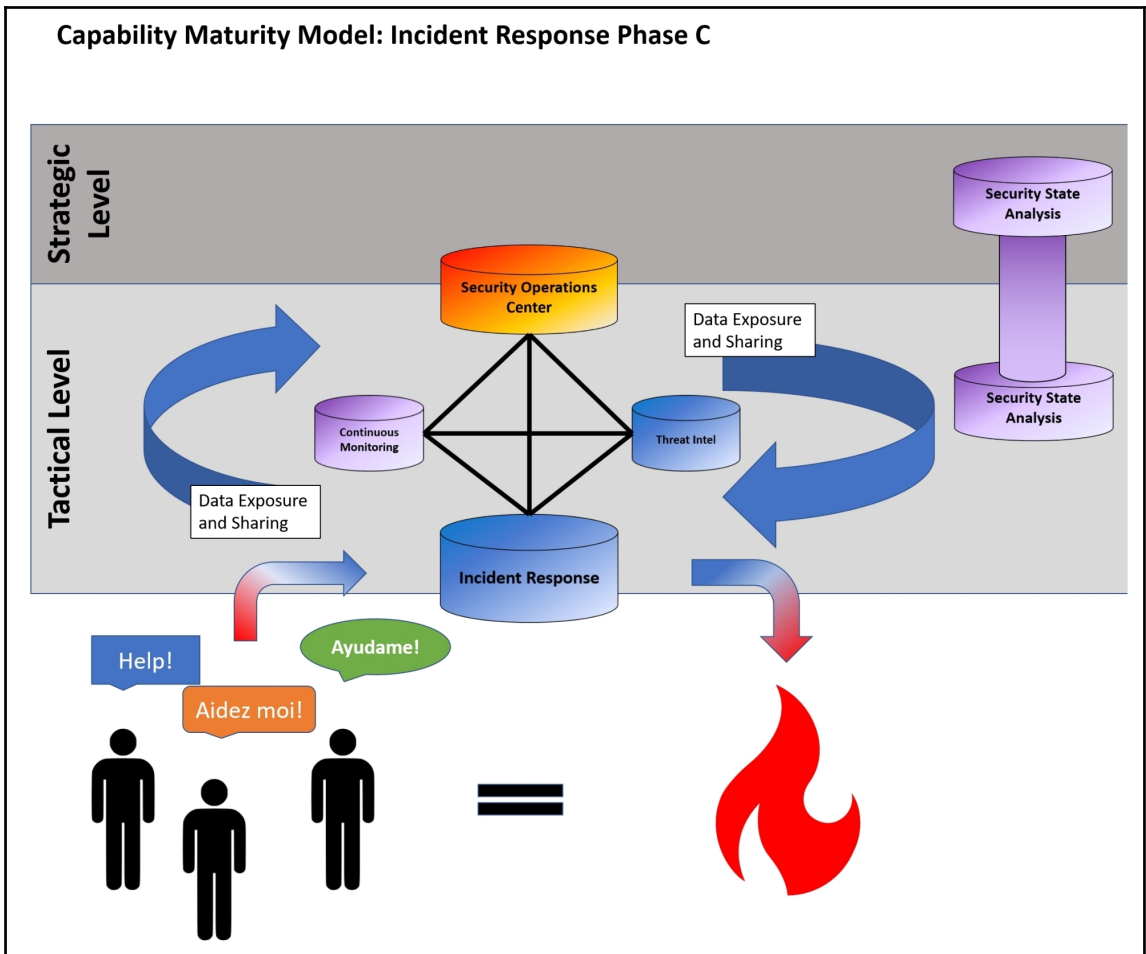 Capability Maturity Model: Incident Response Phase C
Strategic
Level
Security State
Analysis
Security Operations
Center
Data Exposure
and Sharing
Tactical Level
Security State
Analysis
Continuous
Monitoring
Threat Intel
Data Exposure
and Sharing
Incident Response
Help!
Ayudame!
Aidez moi!